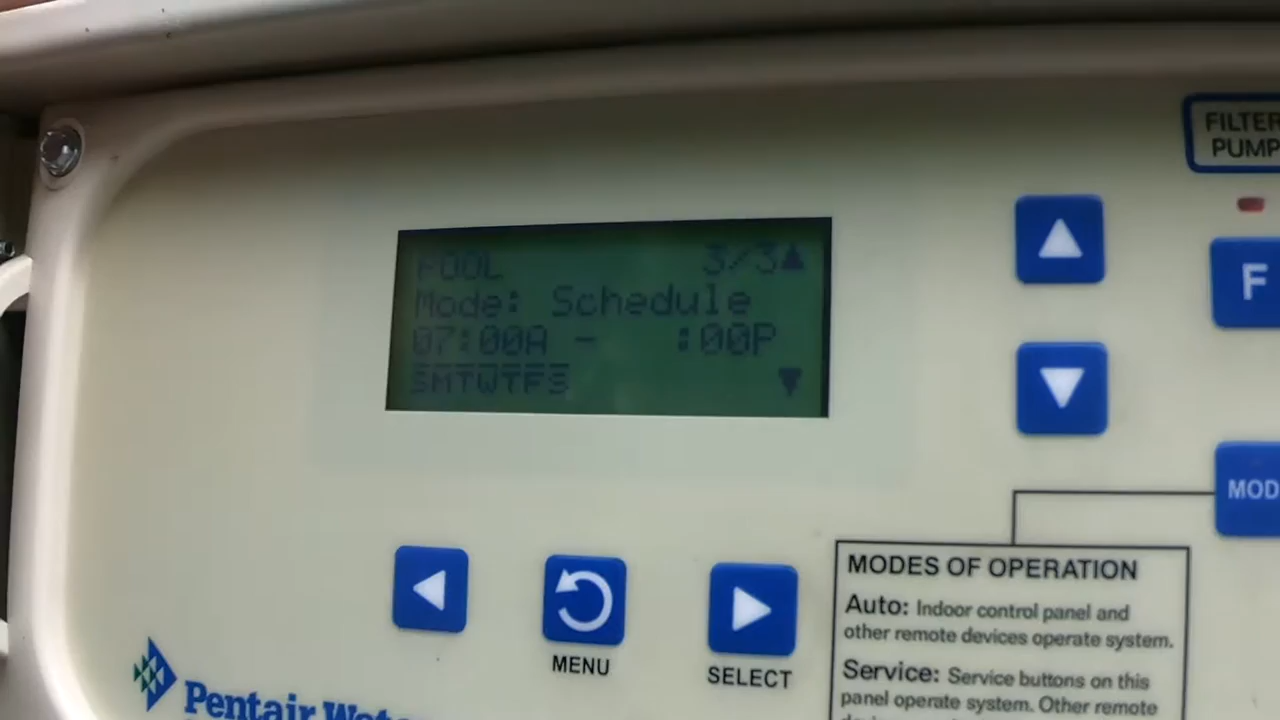 POOL 3/3▲
Mode: Schedule
07:00A - :00P
SMTWTFS ▼
FILTER
PUMP
F
MOD
MENU
SELECT
MODES OF OPERATION
Auto: Indoor control panel and
other remote devices operate system.
Service: Service buttons on this
panel operate system. Other remote
Pentair Wate